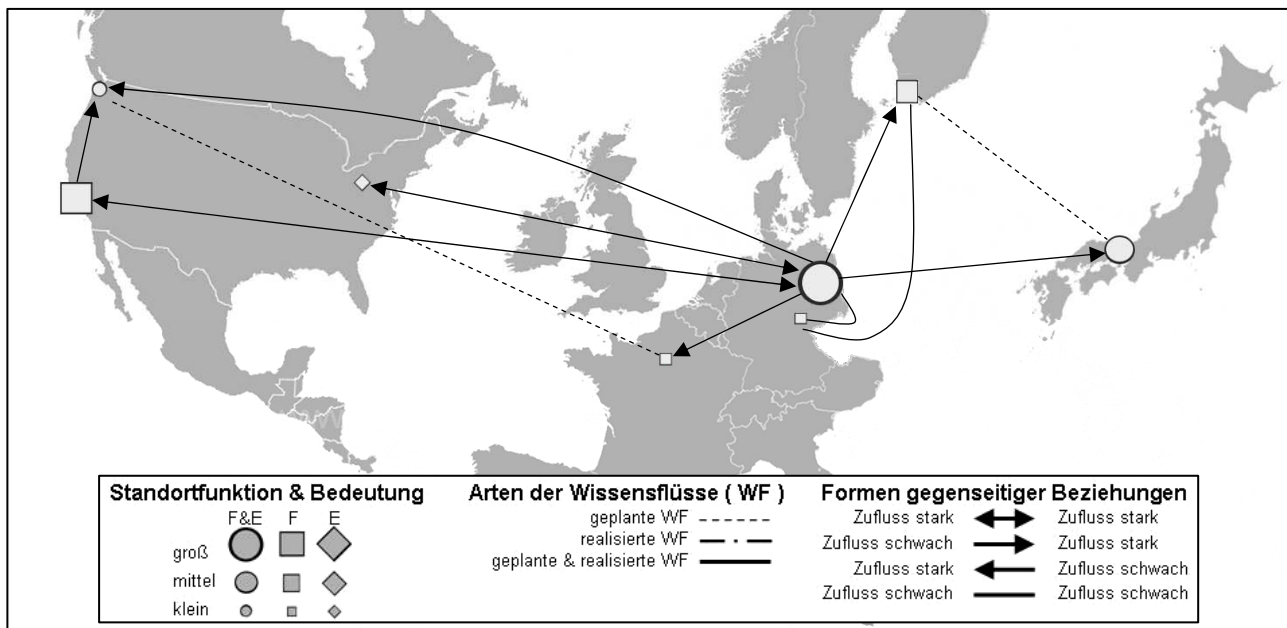 Standortfunktion & Bedeutung
F&E F E
groß
mittel
klein
Arten der Wissensflüsse ( WF )
geplante WF
realisierte WF
geplante & realisierte WF
Formen gegenseitiger Beziehungen
Zufluss stark Zufluss stark
Zufluss schwach Zufluss stark
Zufluss stark Zufluss schwach
Zufluss schwach Zufluss schwach